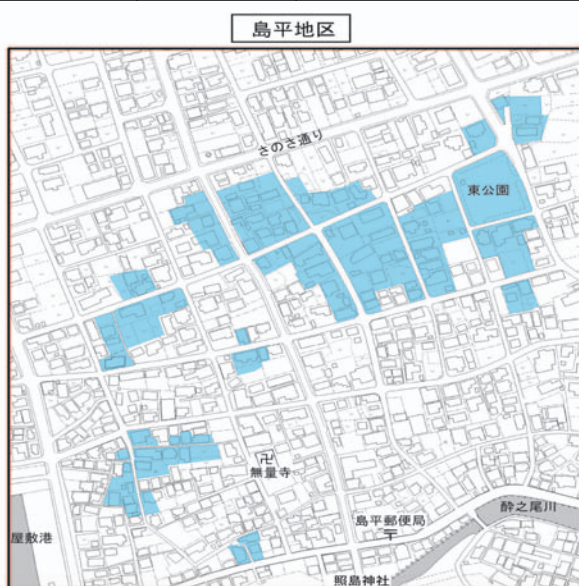 島平地区
さのさ通り
東公園
卍
無量寺
酔之尾川
島平郵便局
〒
屋敷港
照島神社